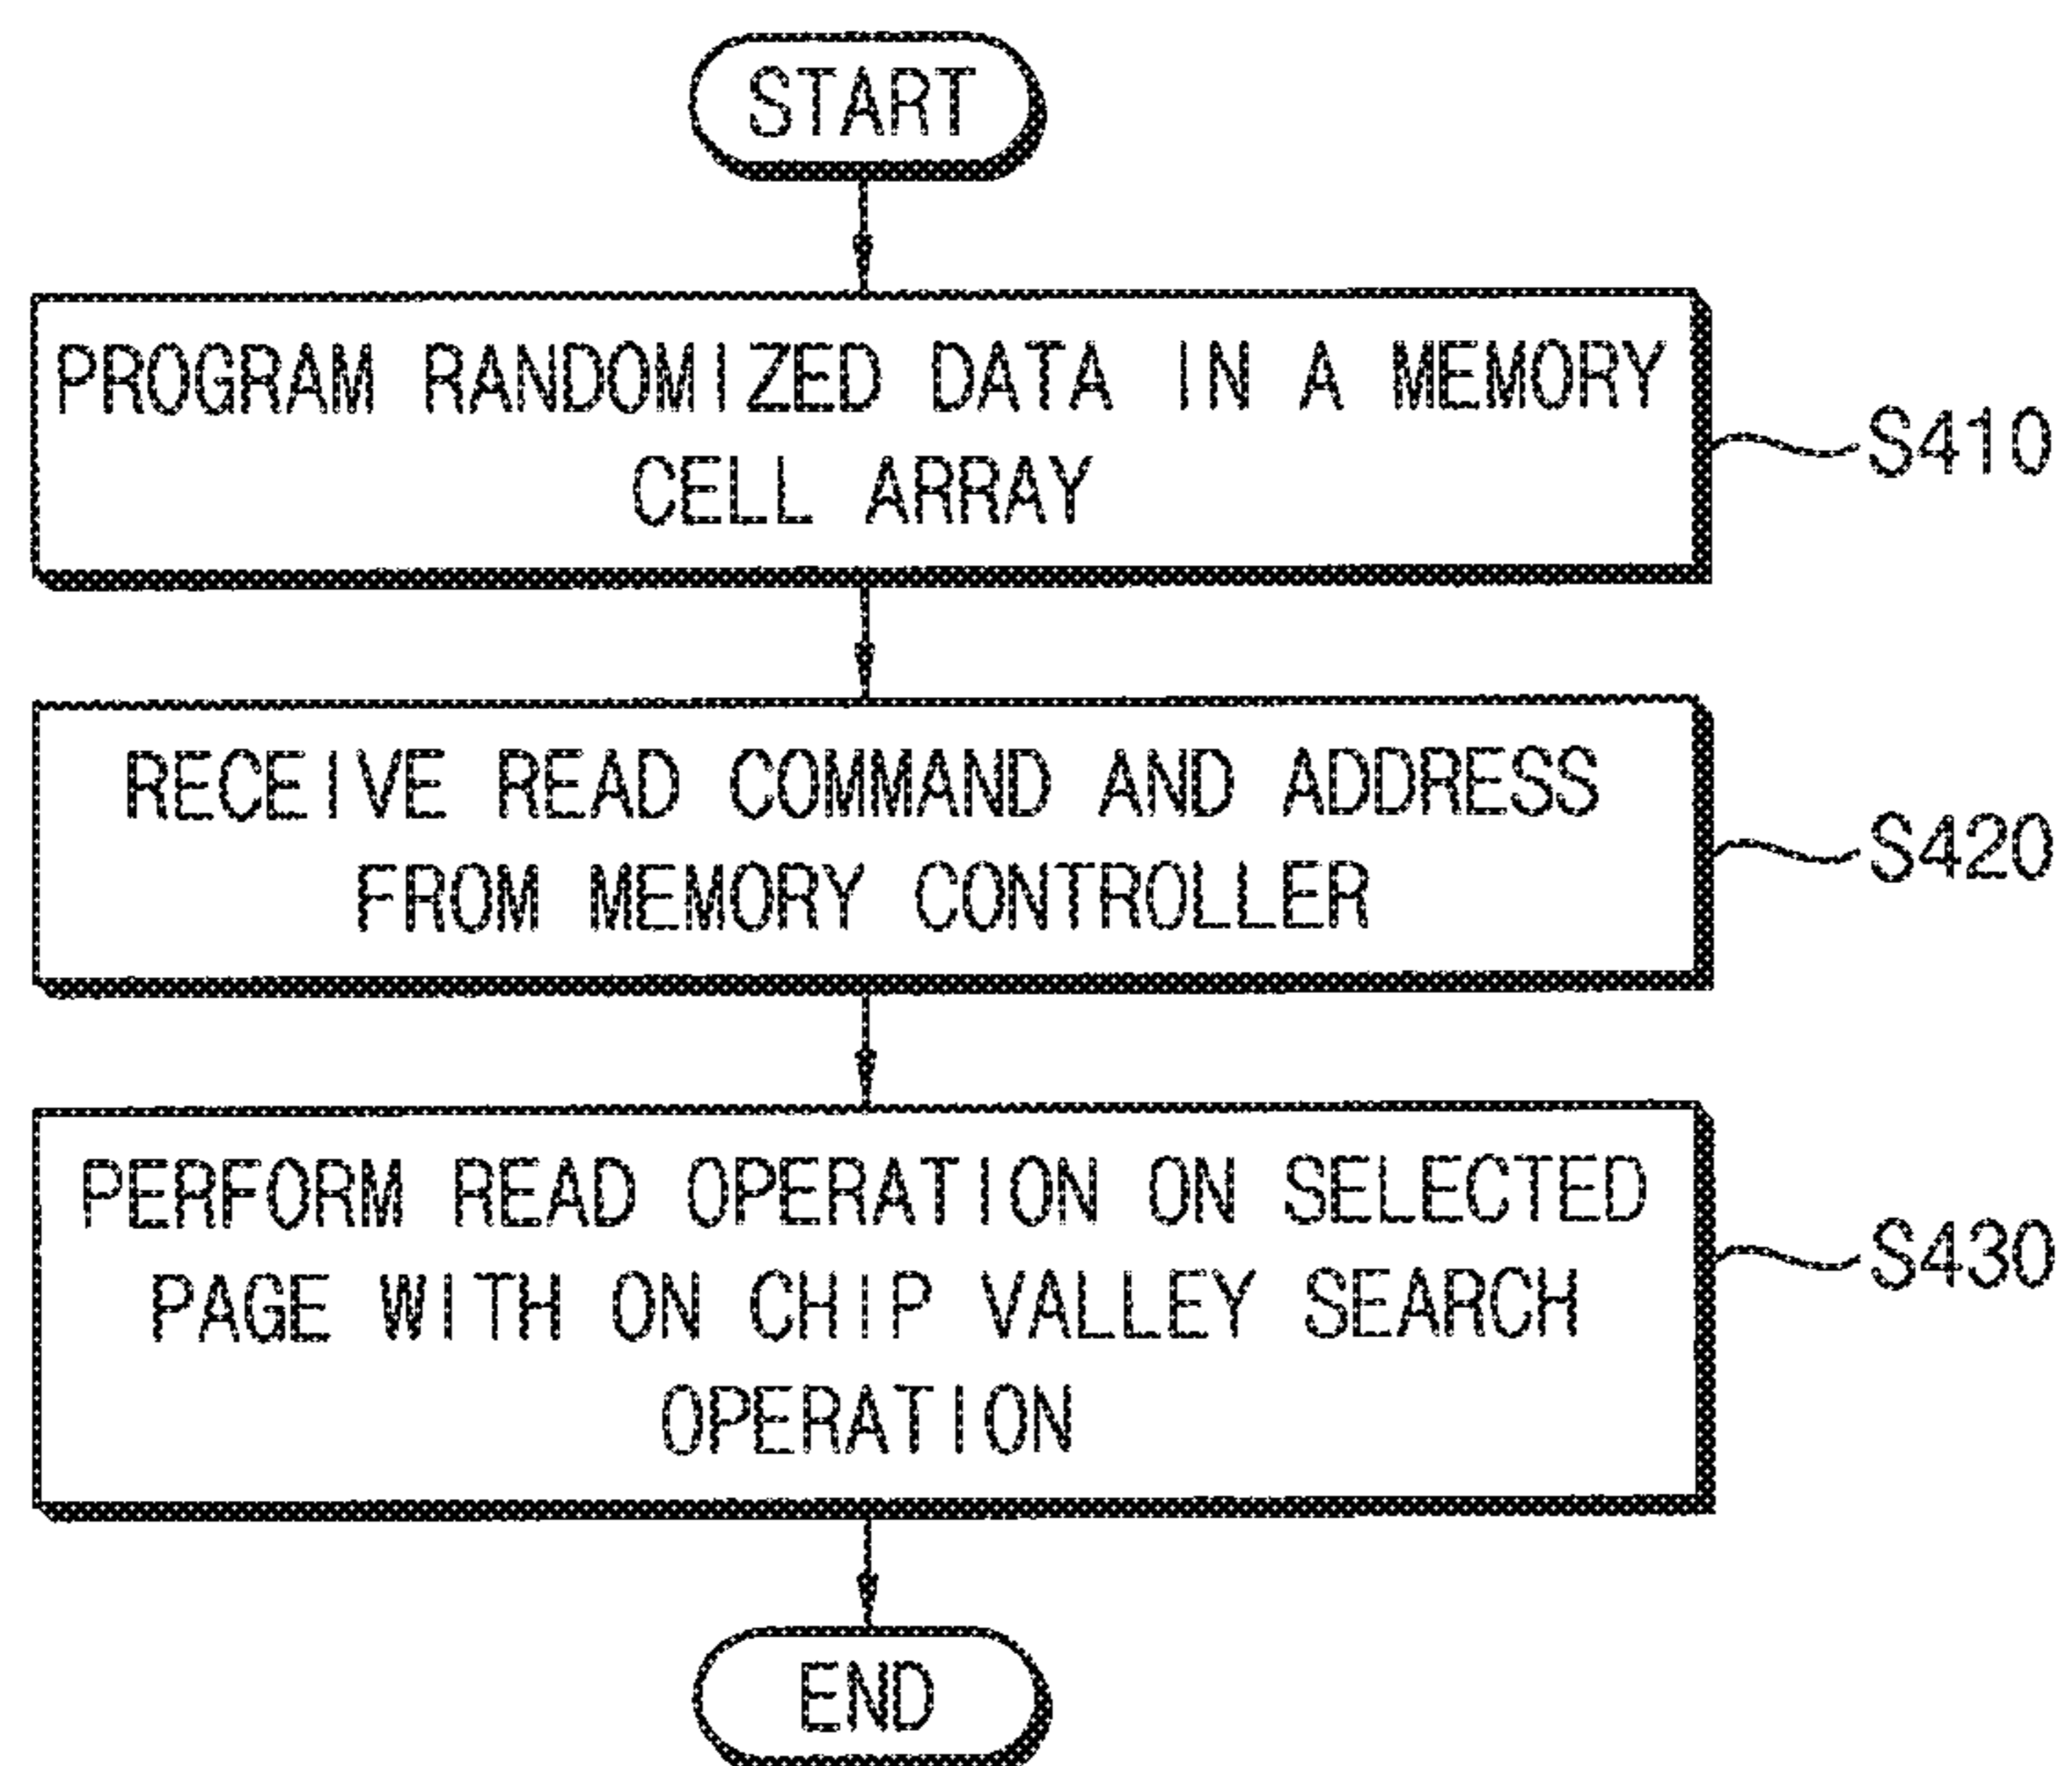 START
PROGRAM RANDOMIZED DATA IN A MEMORY
CELL ARRAY
S410
RECEIVE READ COMMAND AND ADDRESS
FROM MEMORY CONTROLLER
S420
PERFORM READ OPERATION ON SELECTED
PAGE WITH ON CHIP VALLEY SEARCH
OPERATION
S430
END